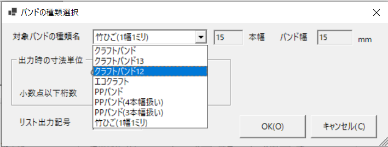 バンドの種類選択
対象バンドの種類名 竹ひご(1幅1ミリ) 15 本幅 バンド幅 15 mm
クラフトバンド
出力時の寸法単位 クラフトバンド13
クラフトバンド12
エコクラフト
小数点以下桁数 PPバンド
PPバンド(4本幅扱い)
PPバンド(3本幅扱い)
リスト出力記号 竹ひご(1幅1ミリ) OK(O) キャンセル(C)